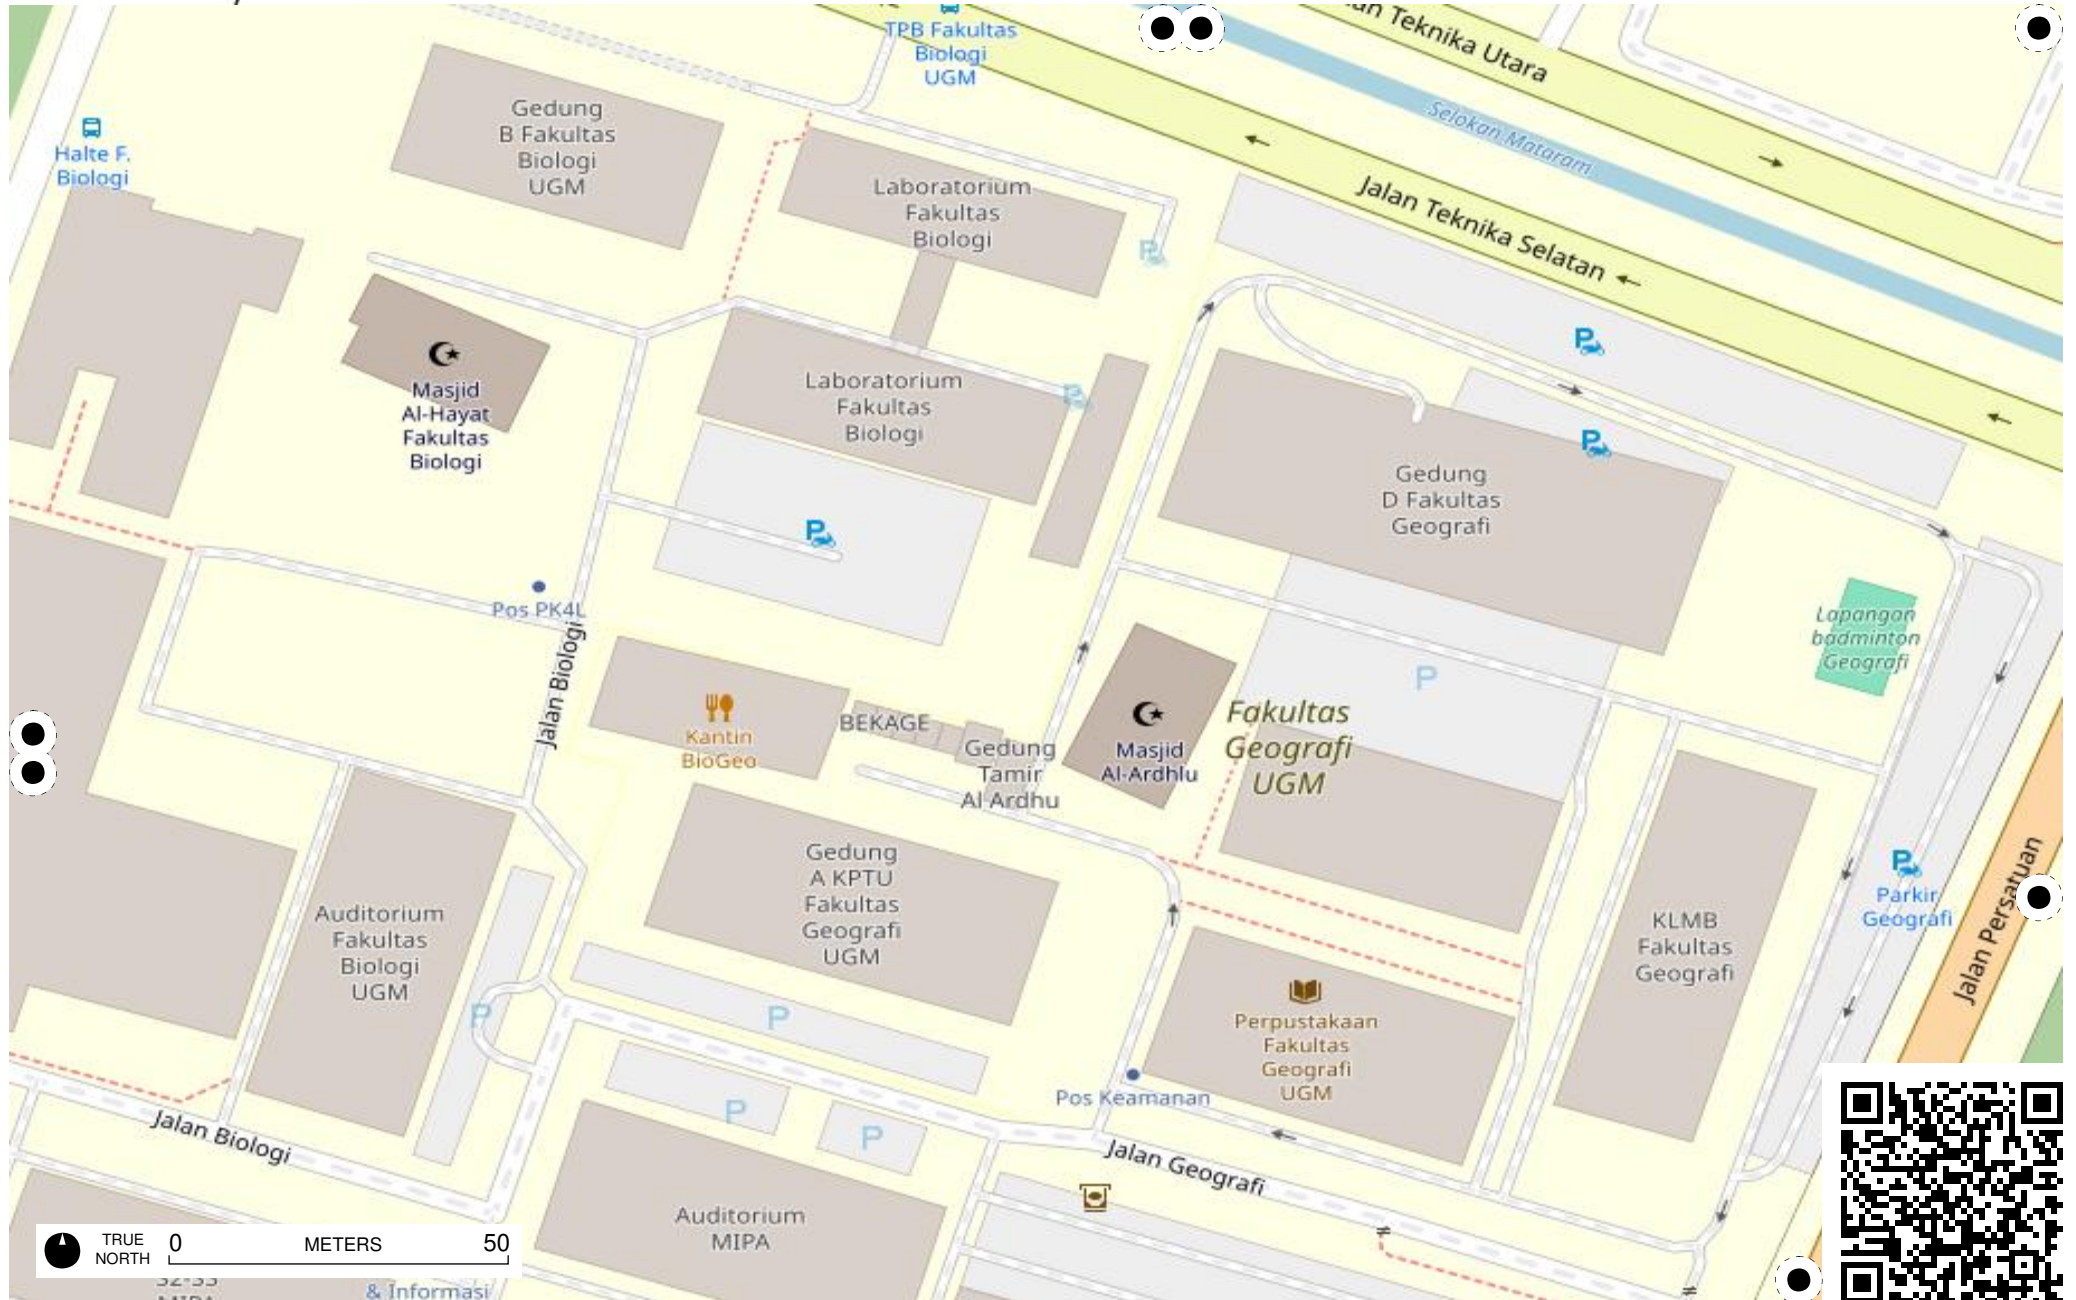 TPB Fakultas
Biologi
UGM
Jalan Teknika Utara
Selokan Mataram
Jalan Teknika Selatan
Halte F.
Biologi
Gedung
B Fakultas
Biologi
UGM
Laboratorium
Fakultas
Biologi
P
P
Masjid
Al-Hayat
Fakultas
Biologi
Laboratorium
Fakultas
Biologi
P
P
Gedung
D Fakultas
Geografi
P
Pos PK4L
Jalan Biologi
Lapangan
badminton
Geografi
P
Kantin
BioGeo
BEKAGE
Gedung
Tamir
Al Ardhu
Masjid
Al-Ardhlu
Fakultas
Geografi
UGM
Gedung
A KPTU
Fakultas
Geografi
UGM
Auditorium
Fakultas
Biologi
UGM
KLMB
Fakultas
Geografi
P
Parkir
Geografi
Jalan Persatuan
P
P
Perpustakaan
Fakultas
Geografi
UGM
Pos Keamanan
P
P
Jalan Biologi
Jalan Geografi
Auditorium
MIPA
TRUE
NORTH
0
METERS
50
S2-S3
MIPA
& Informasi